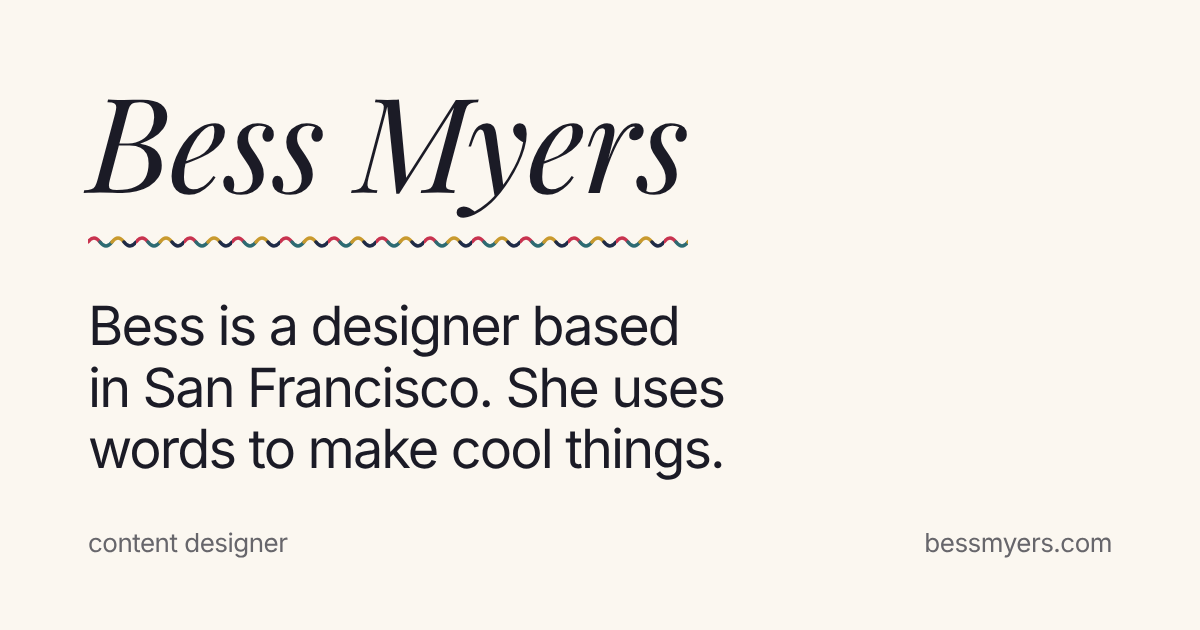 Bess Myers
Bess is a designer based
in San Francisco. She uses
words to make cool things.
content designer
bessmyers.com